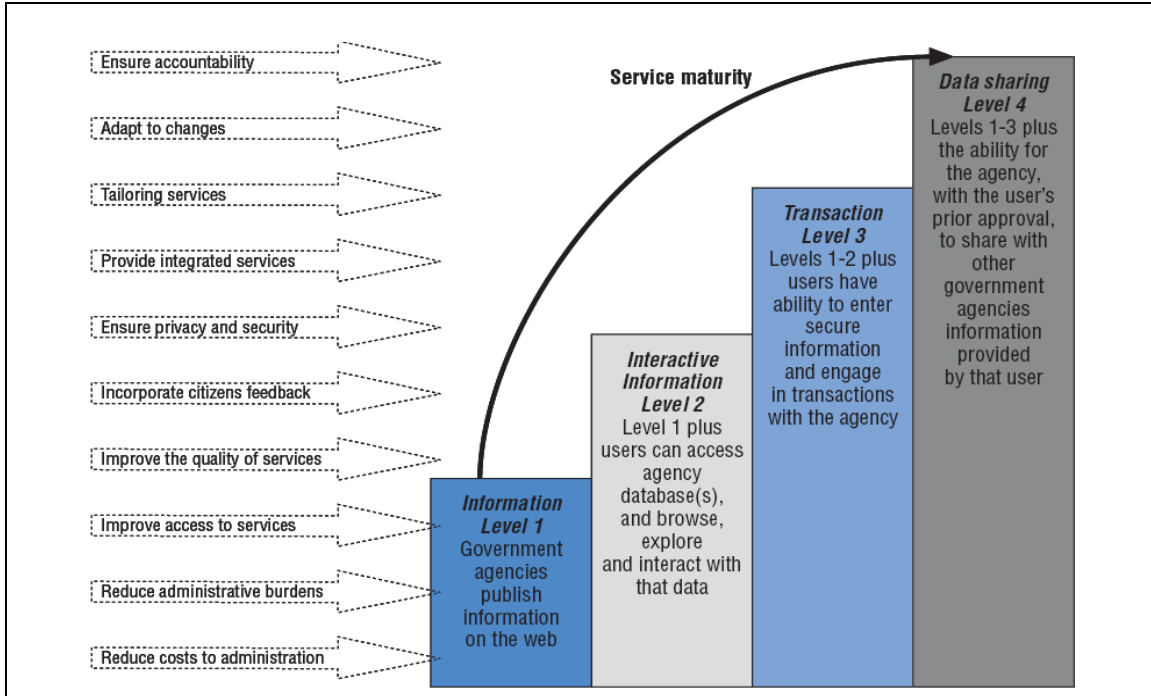 Ensure accountability
Adapt to changes
Tailoring services
Provide integrated services
Ensure privacy and security
Incorporate citizens feedback
Improve the quality of services
Improve access to services
Reduce administrative burdens
Reduce costs to administration
Service maturity
Information
Level 1
Government
agencies
publish
information
on the web
Interactive
Information
Level 2
Level 1 plus
users can access
agency
database(s),
and browse,
explore
and interact with
that data
Transaction
Level 3
Levels 1-2 plus
users have
ability to enter
secure
information
and engage
in transactions
with the agency
Data sharing
Level 4
Levels 1-3 plus
the ability for
the agency,
with the user's
prior approval,
to share with
other
government
agencies
information
provided
by that user